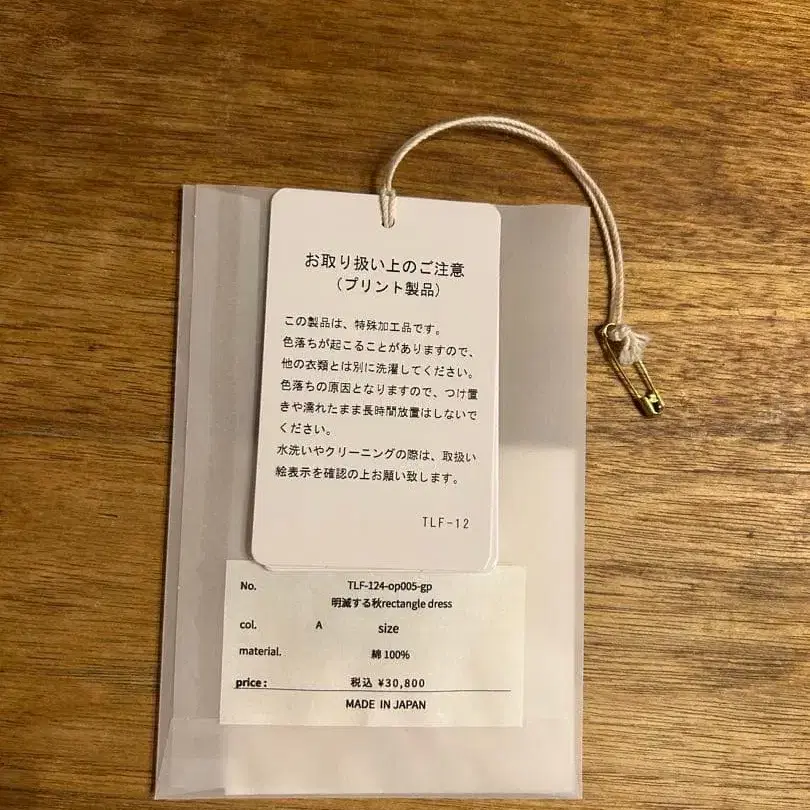 お取り扱い上のご注意
（プリント製品）
この製品は、特殊加工品です。
色落ちが起こることがありますので、
他の衣類とは別に洗濯してください。
色落ちの原因となりますので、つけ置
きや濡れたまま長時間放置はしないで
ください。
水洗いやクリーニングの際は、取扱い
絵表示を確認の上お願い致します。
TLF-12
No. TLF-124-op005-gp
明滅する秋rectangle dress
col. A size
material. 綿 100%
price : 税込 ¥30,800
MADE IN JAPAN